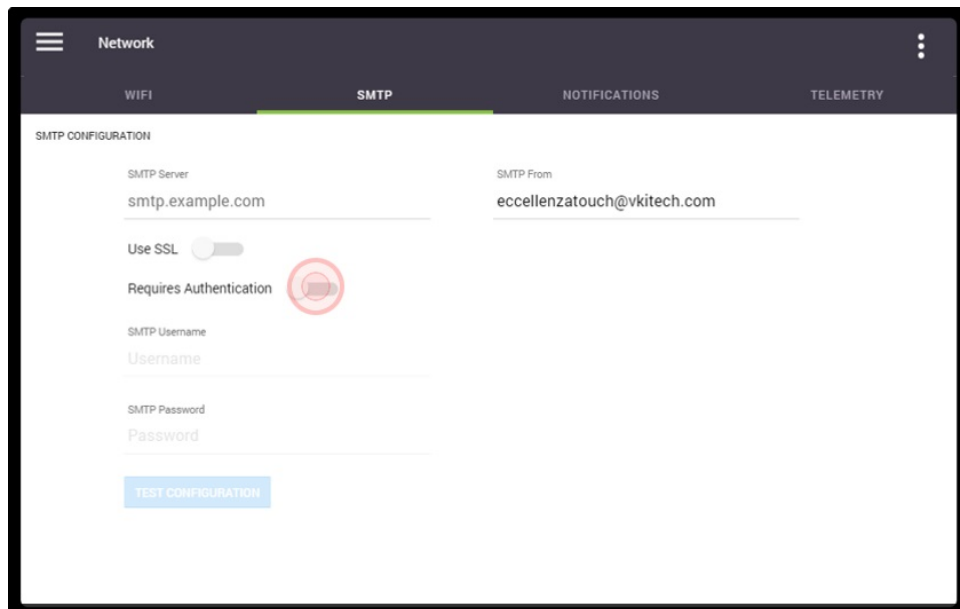 Network
WIFI SMTP NOTIFICATIONS TELEMETRY
SMTP CONFIGURATION
SMTP Server SMTP From
smtp.example.com eccellenzatouch@vkitech.com
Use SSL
Requires Authentication
SMTP Username
Username
SMTP Password
Password
TEST CONFIGURATION